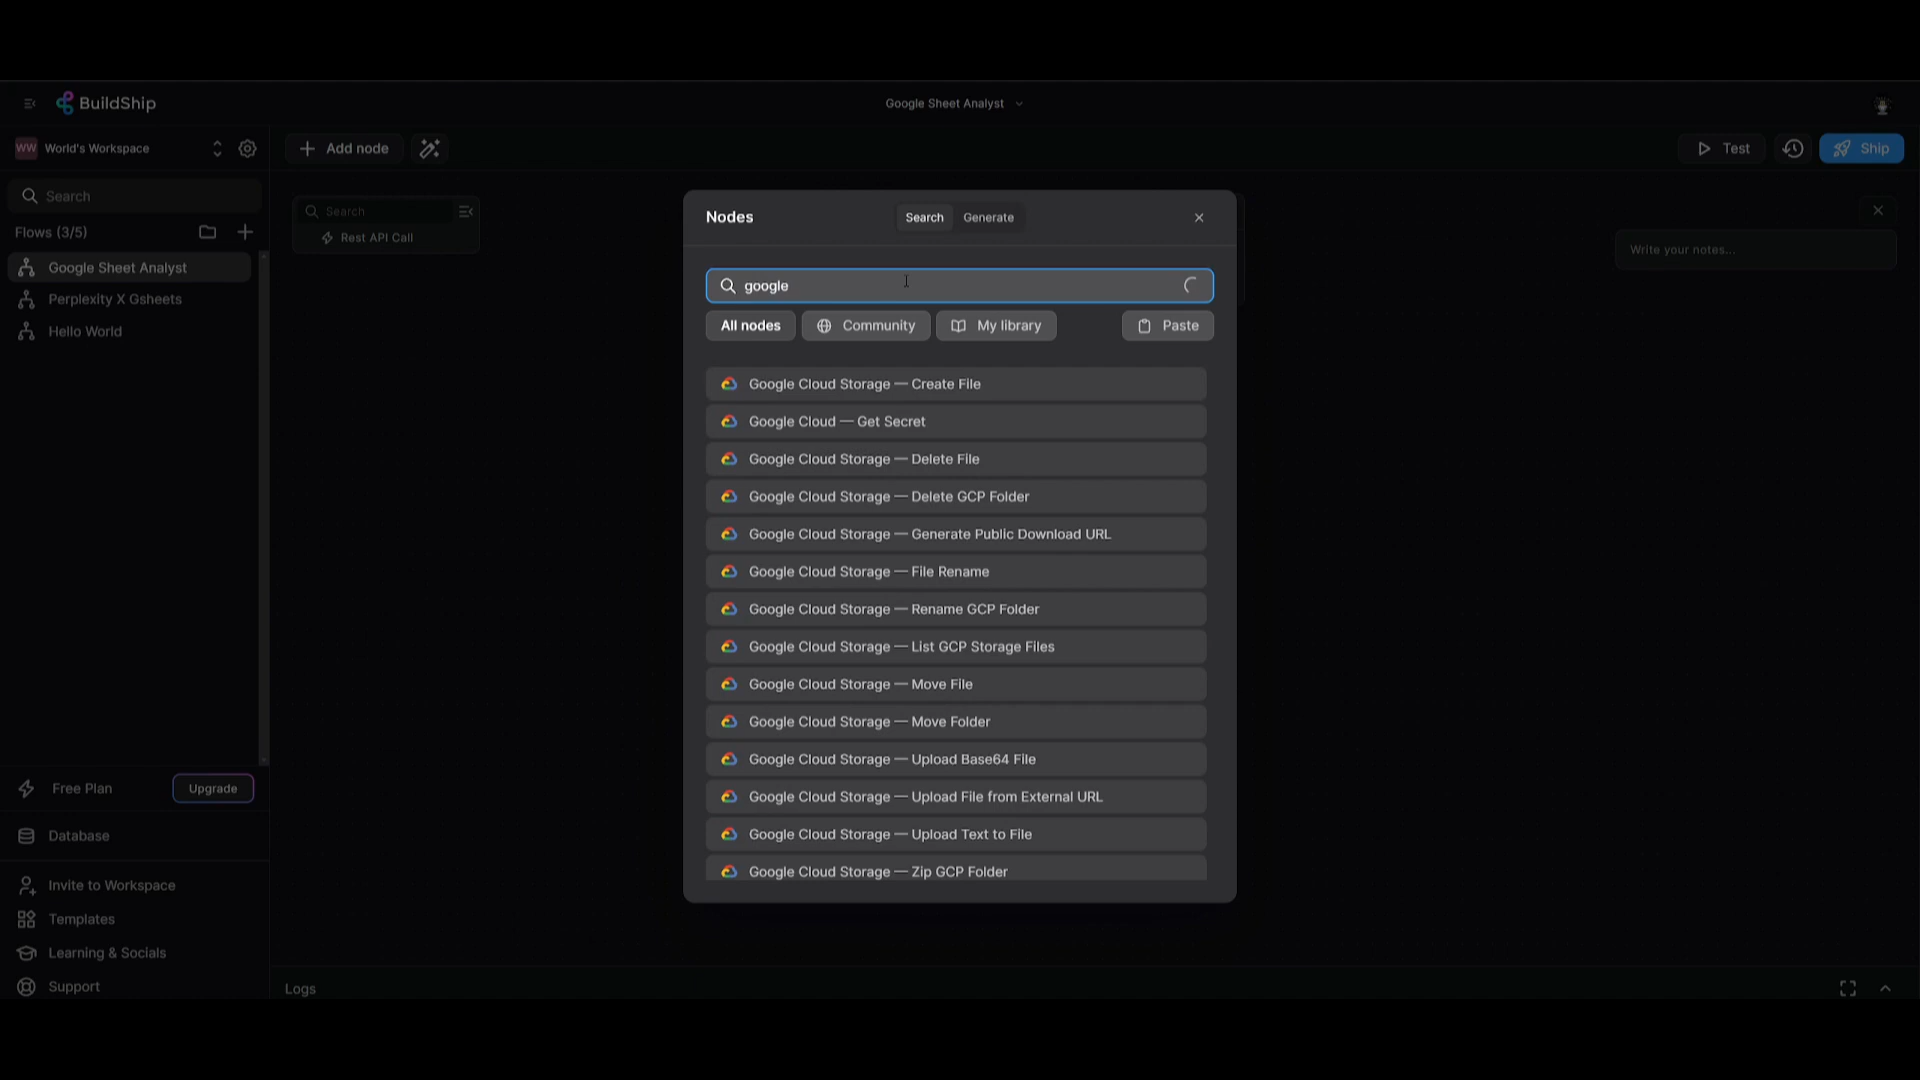 BuildShip
Google Sheet Analyst
WW World's Workspace
Add node
Test
Ship
Search
Flows (3/5)
Google Sheet Analyst
Perplexity X Gsheets
Hello World
Search
Rest API Call
Write your notes...
Nodes
Search
Generate
google
All nodes
Community
My library
Paste
Google Cloud Storage — Create File
Google Cloud — Get Secret
Google Cloud Storage — Delete File
Google Cloud Storage — Delete GCP Folder
Google Cloud Storage — Generate Public Download URL
Google Cloud Storage — File Rename
Google Cloud Storage — Rename GCP Folder
Google Cloud Storage — List GCP Storage Files
Google Cloud Storage — Move File
Google Cloud Storage — Move Folder
Google Cloud Storage — Upload Base64 File
Google Cloud Storage — Upload File from External URL
Google Cloud Storage — Upload Text to File
Google Cloud Storage — Zip GCP Folder
Free Plan
Upgrade
Database
Invite to Workspace
Templates
Learning & Socials
Support
Logs